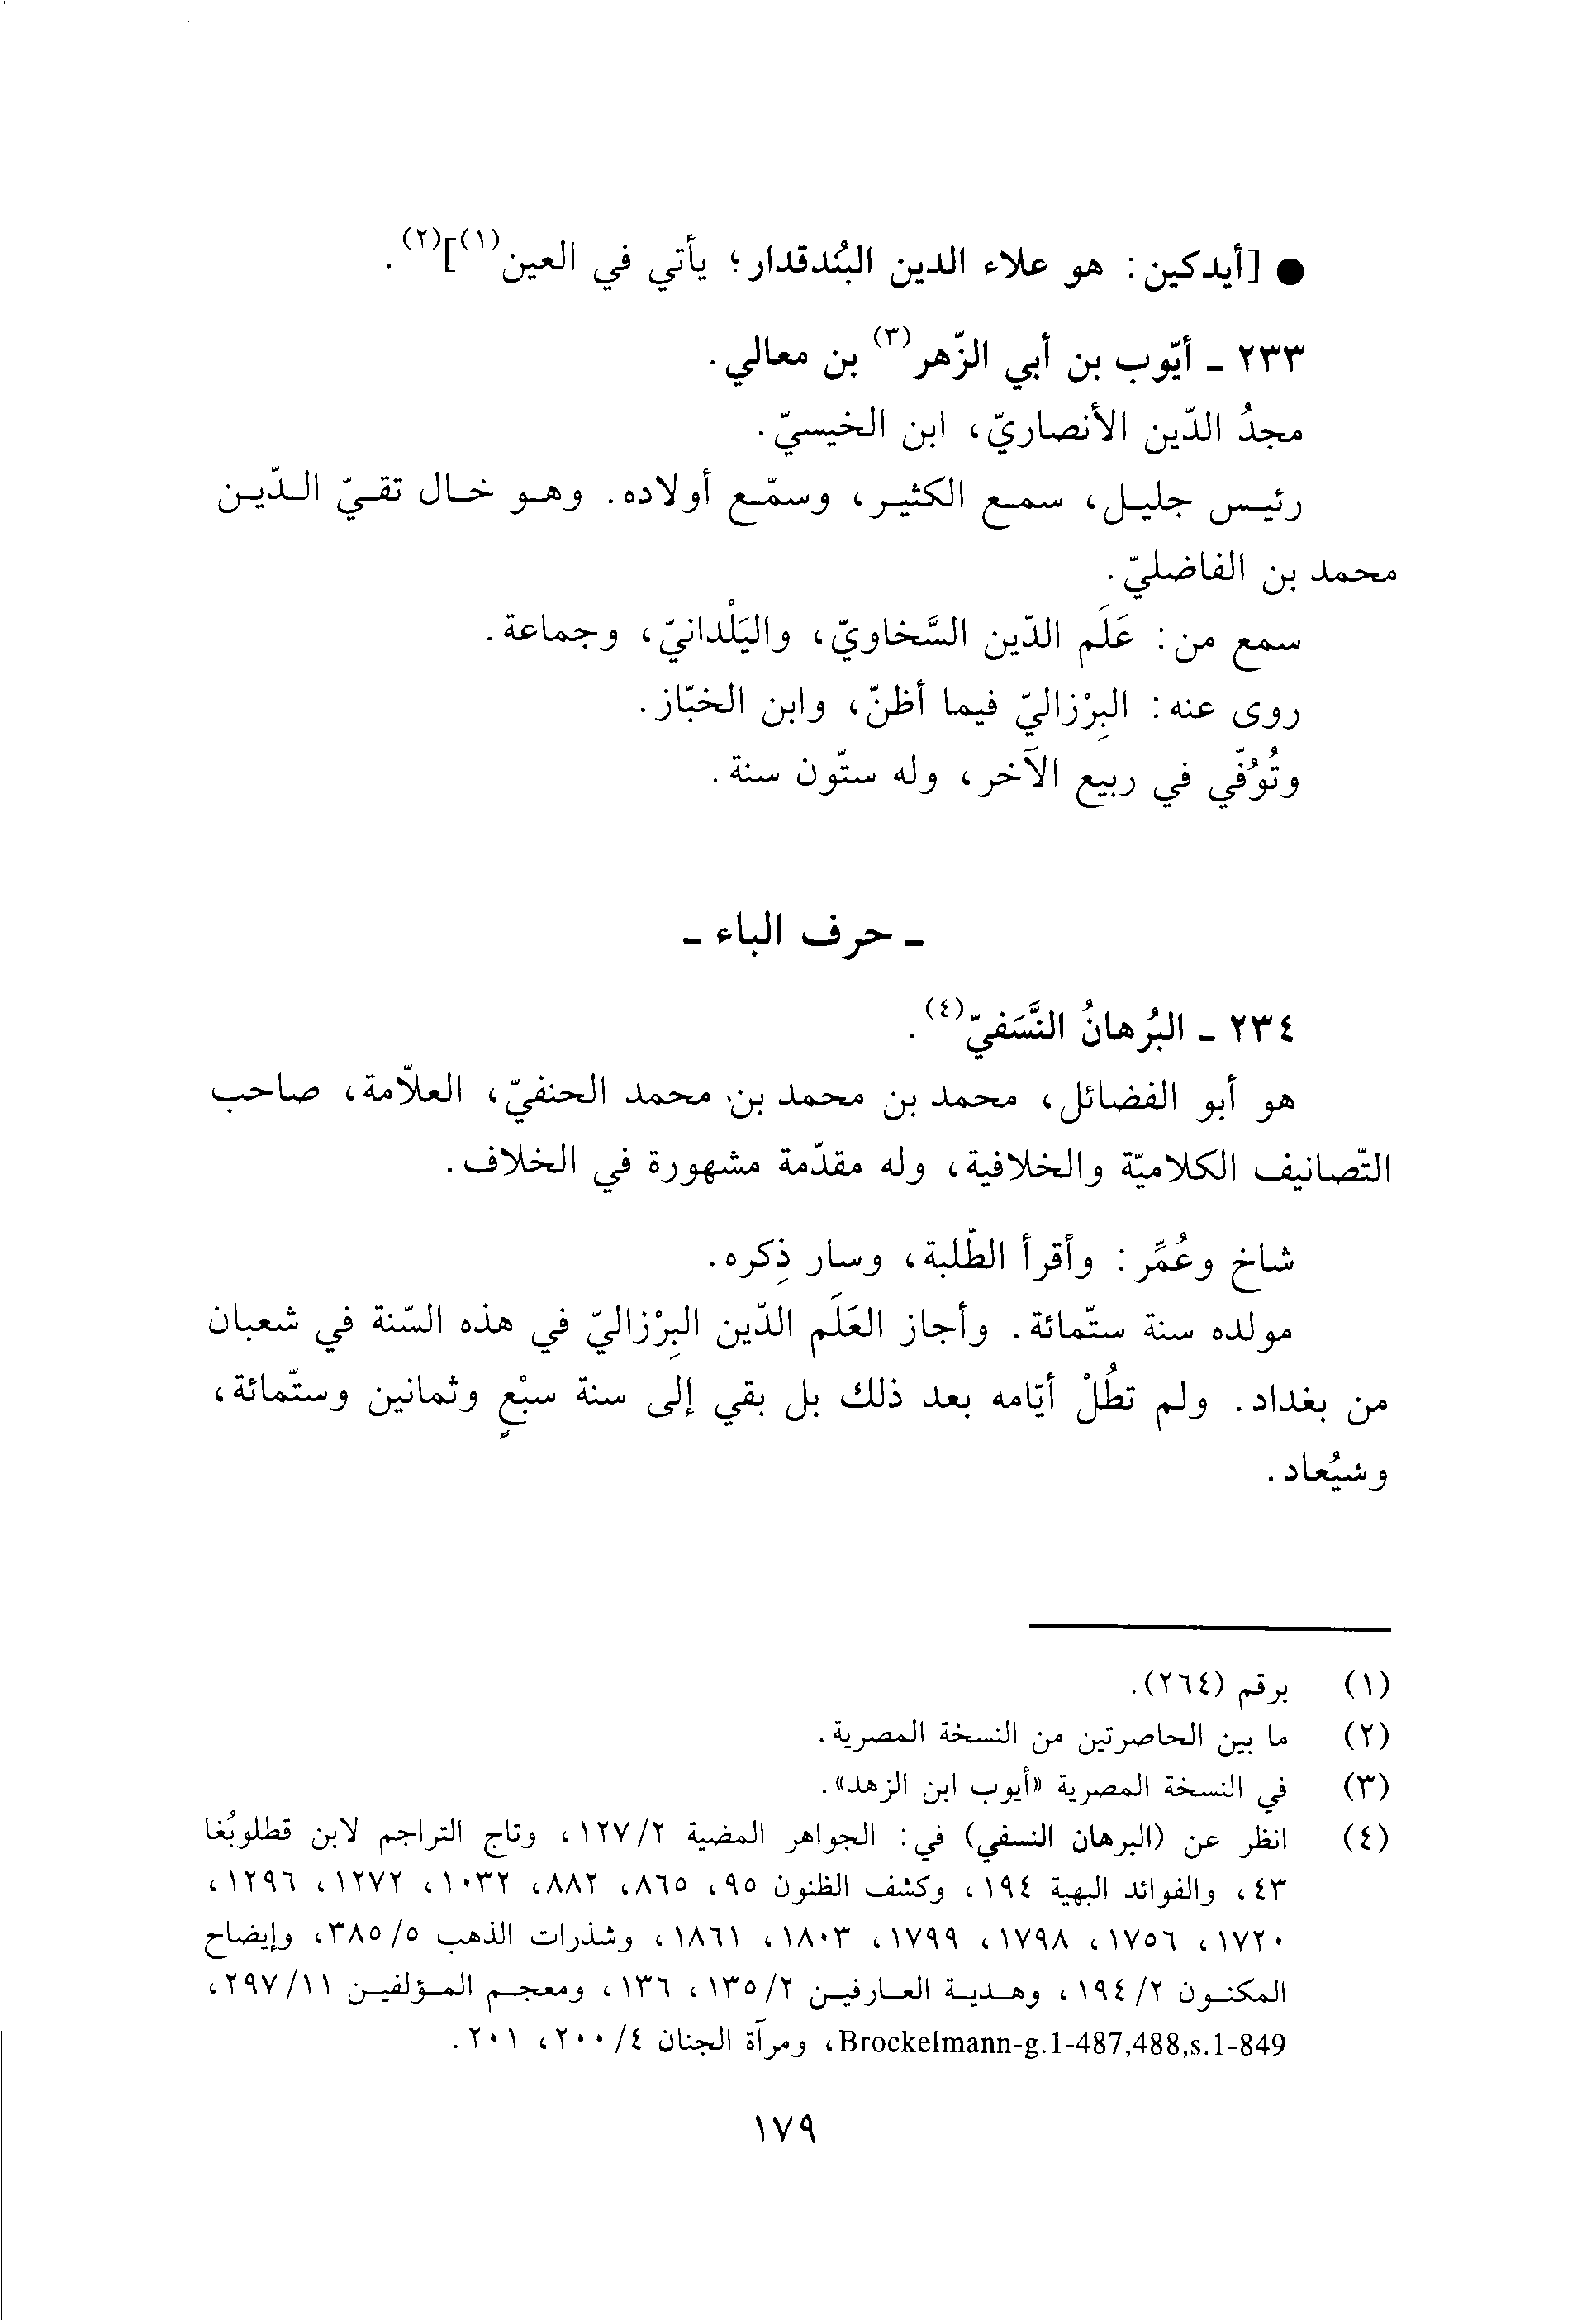 ● [أيدكين: هو علاء الدين البُندقدار؛ يأتي في العين(١)](٢).
٢٣٣ - أيّوب بن أبي الزّهر(٣) بن معالي.
مجدُ الدّين الأنصاريّ، ابن الخيسيّ.
رئيس جليل، سمع الكثير، وسمّع أولاده. وهو خال تقيّ الدّين
محمد بن الفاضليّ.
سمع من: عَلَم الدّين السَّخاويّ، واليَلْدانيّ، وجماعة.
روى عنه: البِرْزاليّ فيما أظنّ، وابن الخبّاز.
وتُوُفّي في ربيع الآخر، وله ستّون سنة.
- حرف الباء -
٢٣٤ - البُرهانُ النَّسَفيّ(٤).
هو أبو الفضائل، محمد بن محمد بن محمد الحنفيّ، العلاّمة، صاحب
التّصانيف الكلاميّة والخلافية، وله مقدّمة مشهورة في الخلاف.
شاخ وعُمِّر: وأقرأ الطّلبة، وسار ذِكره.
مولده سنة ستّمائة. وأجاز العَلَم الدّين البِرْزاليّ في هذه السّنة في شعبان
من بغداد. ولم تطُلْ أيّامه بعد ذلك بل بقي إلى سنة سبْعٍ وثمانين وستّمائة،
وسيُعاد.
(١) برقم (٢٦٤).
(٢) ما بين الحاصرتين من النسخة المصرية.
(٣) في النسخة المصرية «أيوب ابن الزهد».
(٤) انظر عن (البرهان النسفي) في: الجواهر المضية ٢/ ١٢٧، وتاج التراجم لابن قطلوبُغا
٤٣، والفوائد البهية ١٩٤، وكشف الظنون ٩٥، ٨٦٥، ٨٨٢، ١٠٣٢، ١٢٧٢، ١٢٩٦،
١٧٢٠، ١٧٥٦، ١٧٩٨، ١٧٩٩، ١٨٠٣، ١٨٦١، وشذرات الذهب ٥/ ٣٨٥، وإيضاح
المكنون ٢/ ١٩٤، وهدية العارفين ٢/ ١٣٥، ١٣٦، ومعجم المؤلفين ١١/ ٢٩٧،
Brockelmann-g.1-487,488,s.1-849، ومرآة الجنان ٤/ ٢٠٠، ٢٠١.
١٧٩